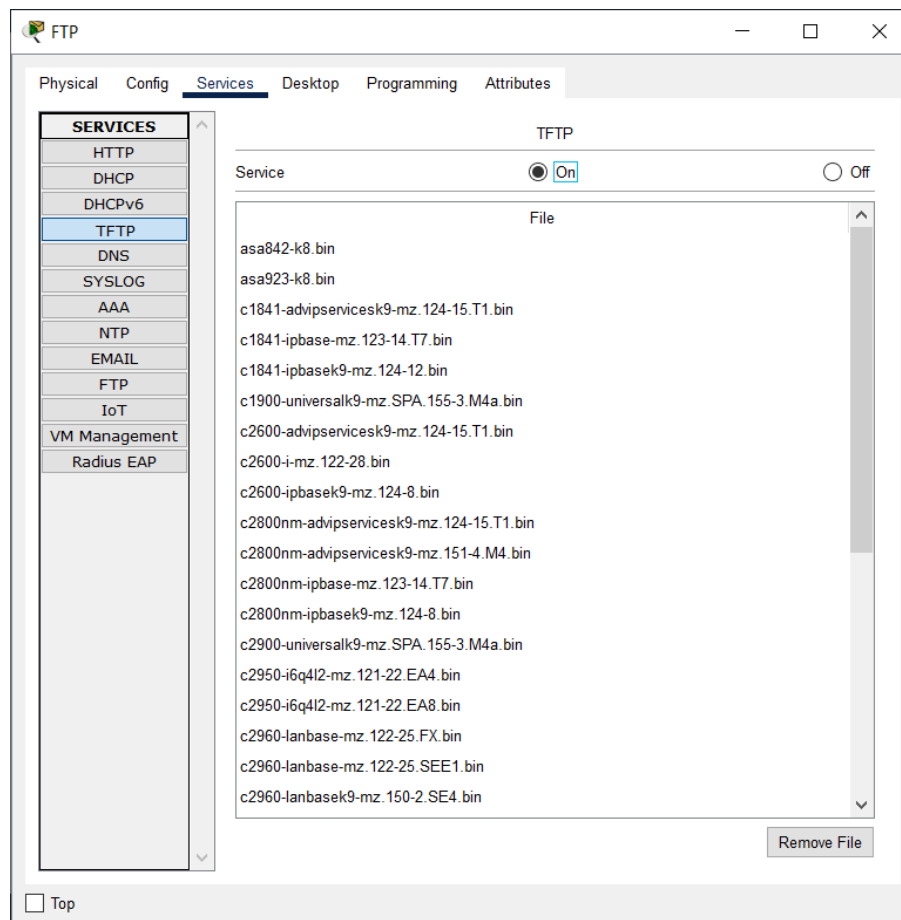 FTP
Physical Config Services Desktop Programming Attributes
SERVICES
HTTP
DHCP
DHCPv6
TFTP
DNS
SYSLOG
AAA
NTP
EMAIL
FTP
IoT
VM Management
Radius EAP
TFTP
Service On Off
File
asa842-k8.bin
asa923-k8.bin
c1841-advipservicesk9-mz.124-15.T1.bin
c1841-ipbase-mz.123-14.T7.bin
c1841-ipbasek9-mz.124-12.bin
c1900-universalk9-mz.SPA.155-3.M4a.bin
c2600-advipservicesk9-mz.124-15.T1.bin
c2600-i-mz.122-28.bin
c2600-ipbasek9-mz.124-8.bin
c2800nm-advipservicesk9-mz.124-15.T1.bin
c2800nm-advipservicesk9-mz.151-4.M4.bin
c2800nm-ipbase-mz.123-14.T7.bin
c2800nm-ipbasek9-mz.124-8.bin
c2900-universalk9-mz.SPA.155-3.M4a.bin
c2950-i6q4l2-mz.121-22.EA4.bin
c2950-i6q4l2-mz.121-22.EA8.bin
c2960-lanbase-mz.122-25.FX.bin
c2960-lanbase-mz.122-25.SEE1.bin
c2960-lanbasek9-mz.150-2.SE4.bin
Remove File
Top